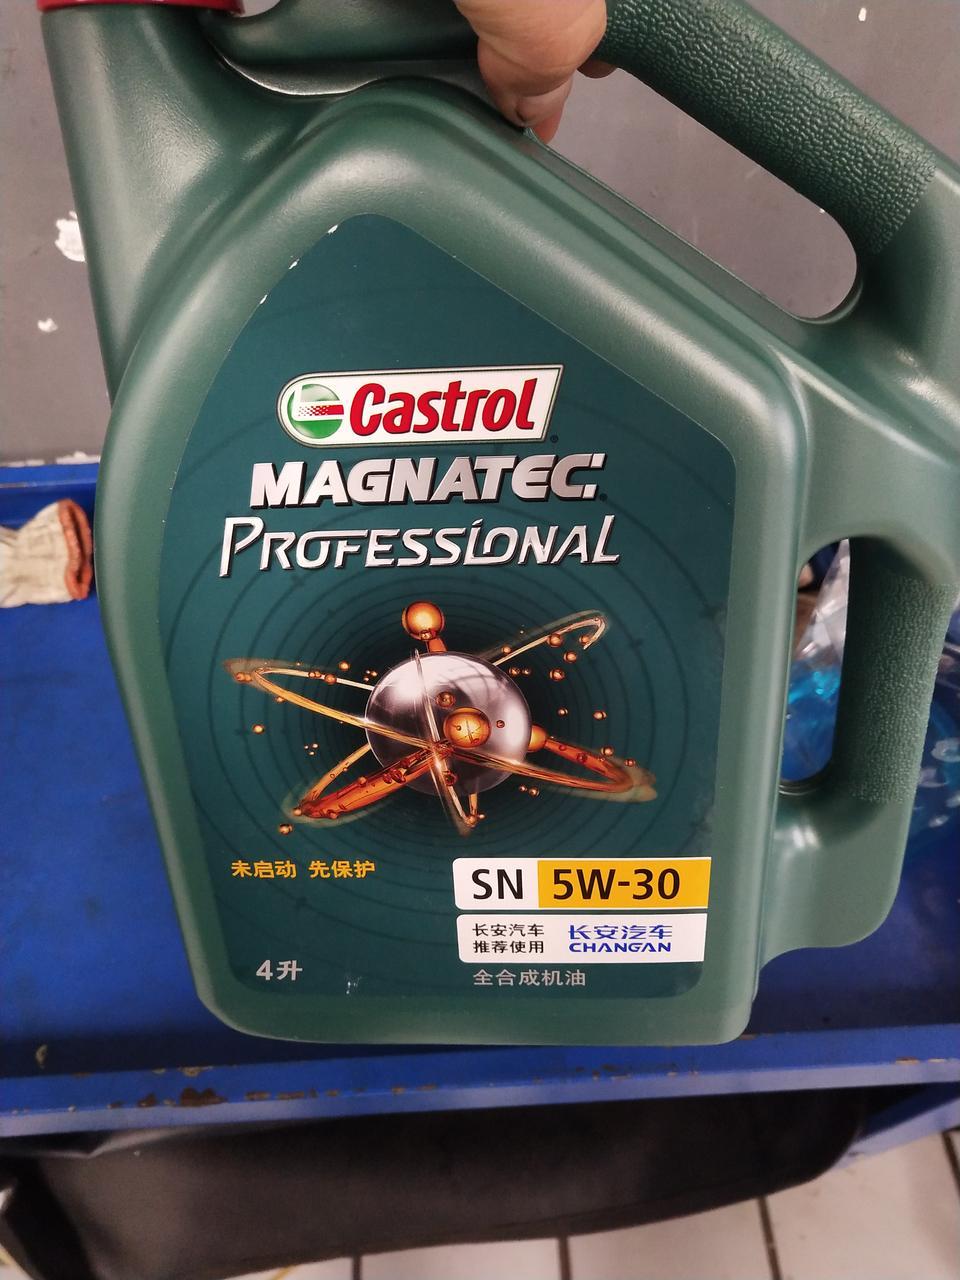 Castrol
MAGNATEC
PROFESSIONAL
未启动 先保护
SN 5W-30
长安汽车
推荐使用
长安汽车
CHANGAN
4升
全合成机油